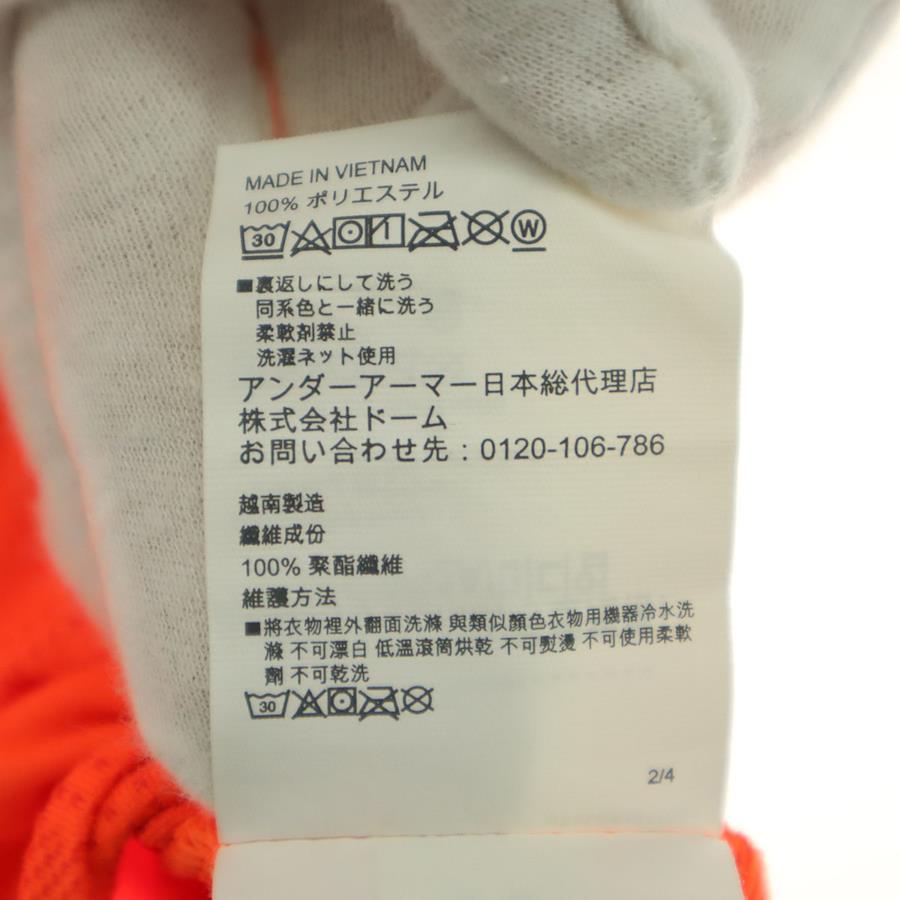 MADE IN VIETNAM
100% ポリエステル
30 W
■裏返しにして洗う
同系色と一緒に洗う
柔軟剤禁止
洗濯ネット使用
アンダーアーマー日本総代理店
株式会社ドーム
お問い合わせ先：0120-106-786
越南製造
纖維成份
100% 聚酯纖維
維護方法
■將衣物裡外翻面洗滌 與類似顏色衣物用機器冷水洗
滌 不可漂白 低溫滾筒烘乾 不可熨燙 不可使用柔軟
劑 不可乾洗
30
2/4